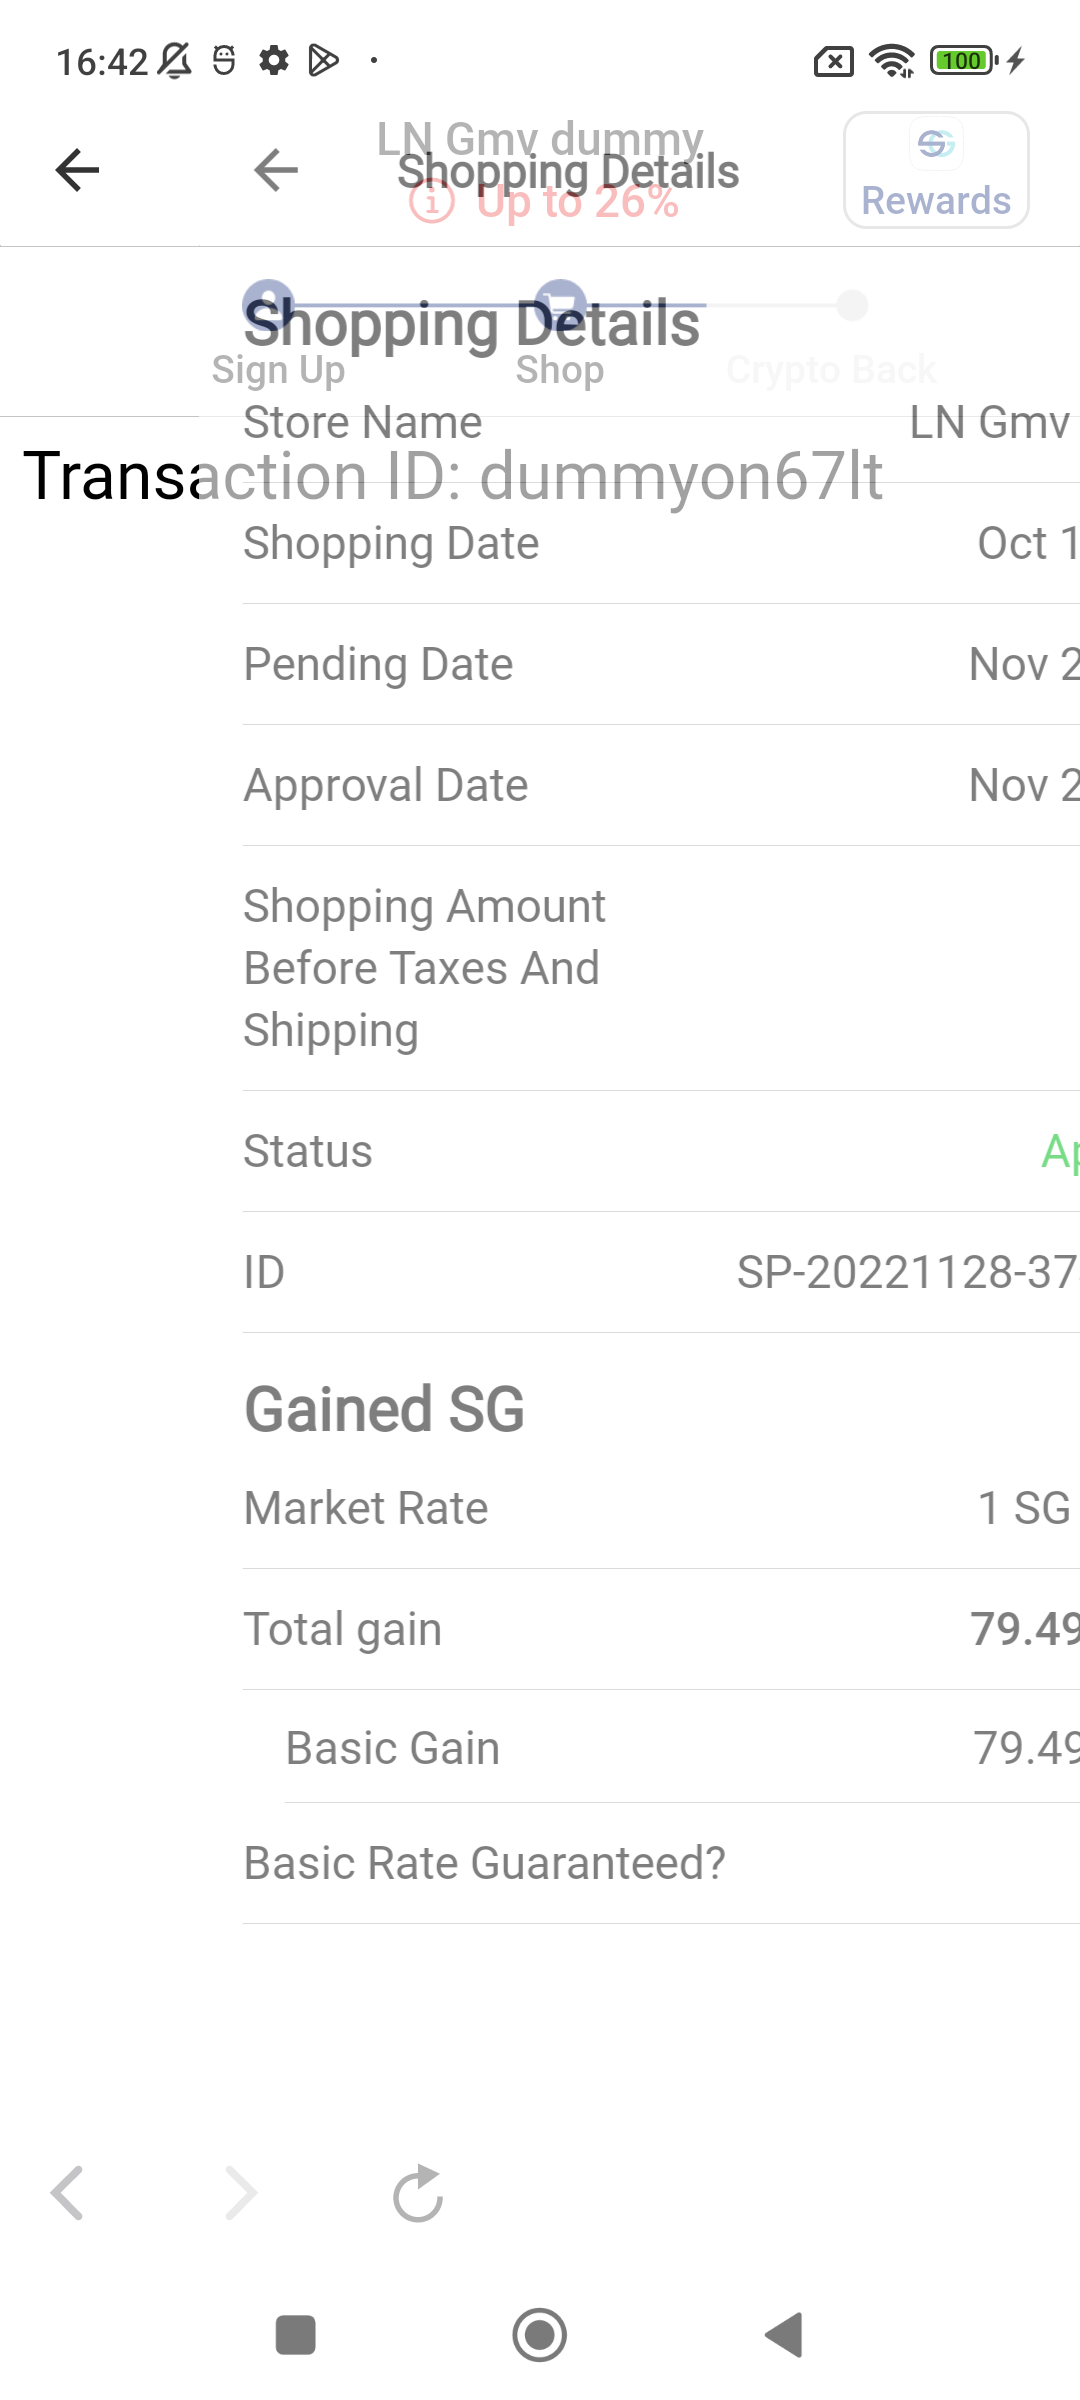 16:42
100
LN Gmv dummy
Shopping Details
Up to 26%
Rewards
Shopping Details
Sign Up
Shop
Crypto Back
Store Name
LN Gmv
Transaction ID: dummyon67lt
Shopping Date
Oct 1
Pending Date
Nov 2
Approval Date
Nov 2
Shopping Amount
Before Taxes And
Shipping
Status
Ap
ID
SP-20221128-37
Gained SG
Market Rate
1 SG
Total gain
79.49
Basic Gain
79.49
Basic Rate Guaranteed?